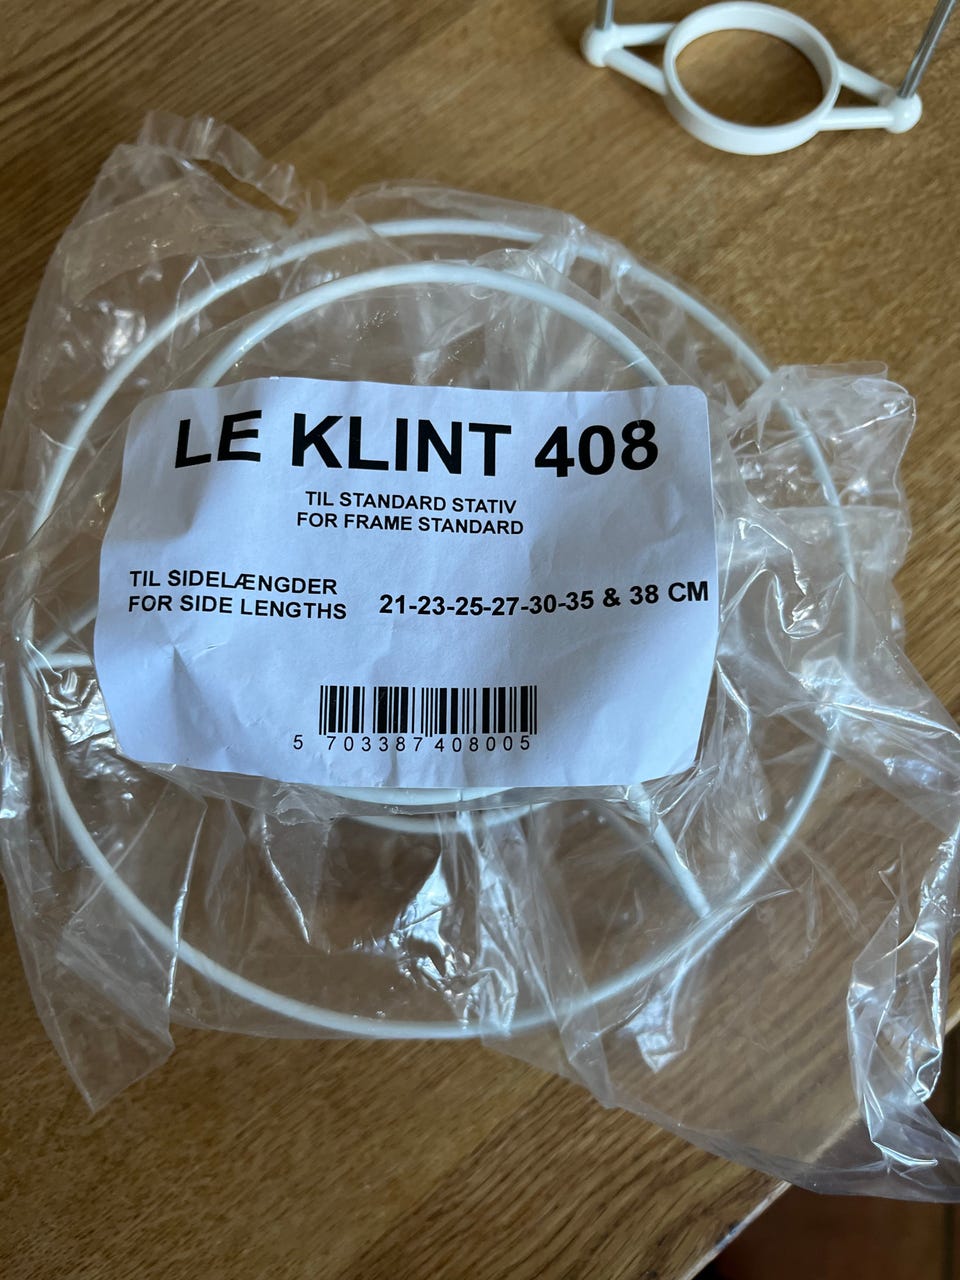 LE KLINT 408
TIL STANDARD STATIV
FOR FRAME STANDARD
TIL SIDELÆNGDER
FOR SIDE LENGTHS 21-23-25-27-30-35 & 38 CM
5 703387 408005